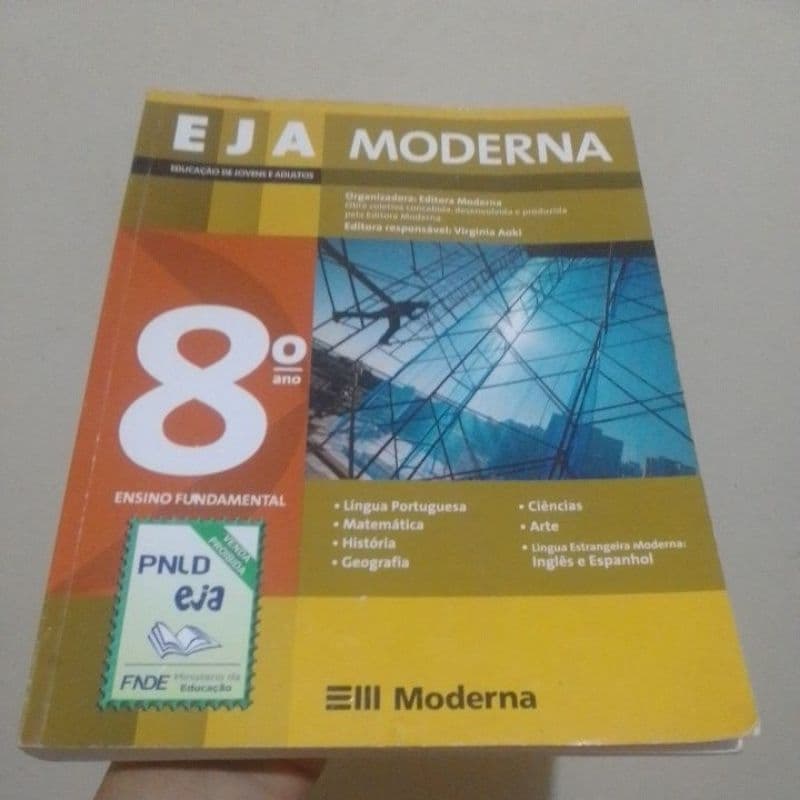 EJA MODERNA
EDUCAÇÃO DE JOVENS E ADULTOS
Organizadora: Editora Moderna
Obra coletiva concebida, desenvolvida e produzida
pela Editora Moderna.
Editora responsável: Virginia Aoki
8º
ano
ENSINO FUNDAMENTAL
• Língua Portuguesa
• Matemática
• História
• Geografia
• Ciências
• Arte
• Língua Estrangeira Moderna:
Inglês e Espanhol
VENDA
PROIBIDA
PNLD
eja
FNDE
Ministério da
Educação
Moderna